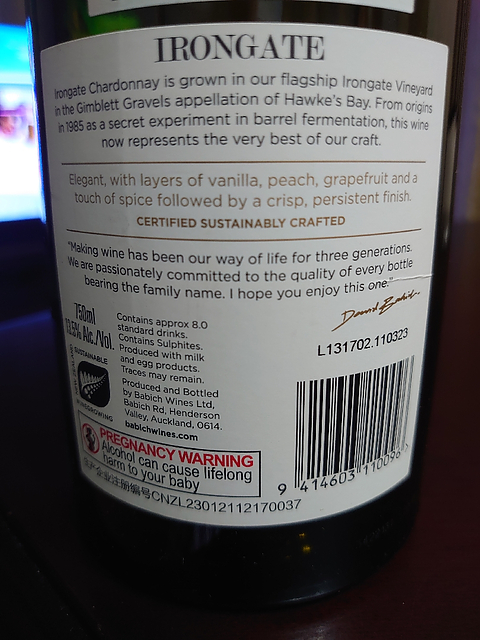 IRONGATE
Irongate Chardonnay is grown in our flagship Irongate Vineyard
in the Gimblett Gravels appellation of Hawke's Bay. From origins
in 1985 as a secret experiment in barrel fermentation, this wine
now represents the very best of our craft.
Elegant, with layers of vanilla, peach, grapefruit and a
touch of spice followed by a crisp, persistent finish.
CERTIFIED SUSTAINABLY CRAFTED
"Making wine has been our way of life for three generations.
We are passionately committed to the quality of every bottle
bearing the family name. I hope you enjoy this one."
David Babich
L131702.110323
750ml
13.5% Alc./Vol.
SUSTAINABLE
WINEGROWING
Contains approx 8.0
standard drinks.
Contains Sulphites.
Produced with milk
and egg products.
Traces may remain.
Produced and Bottled
by Babich Wines Ltd,
Babich Rd, Henderson
Valley, Auckland, 0614.
babichwines.com
PREGNANCY WARNING
Alcohol can cause lifelong
harm to your baby
9 414603 110096
产企业注册编号CNZL23012112170037